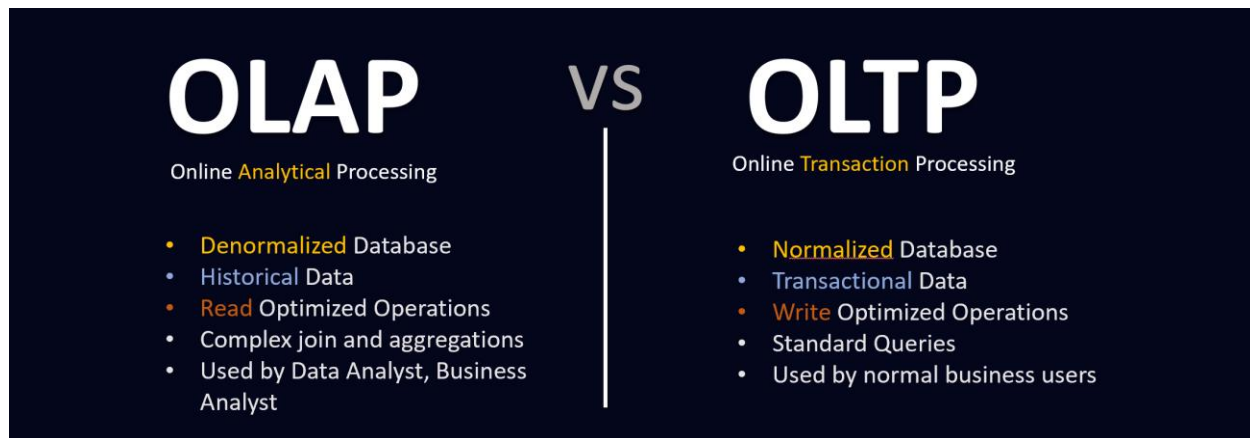 OLAP
VS
OLTP
Online Analytical Processing
Online Transaction Processing
• Denormalized Database
• Historical Data
• Read Optimized Operations
• Complex join and aggregations
• Used by Data Analyst, Business
Analyst
• Normalized Database
• Transactional Data
• Write Optimized Operations
• Standard Queries
• Used by normal business users